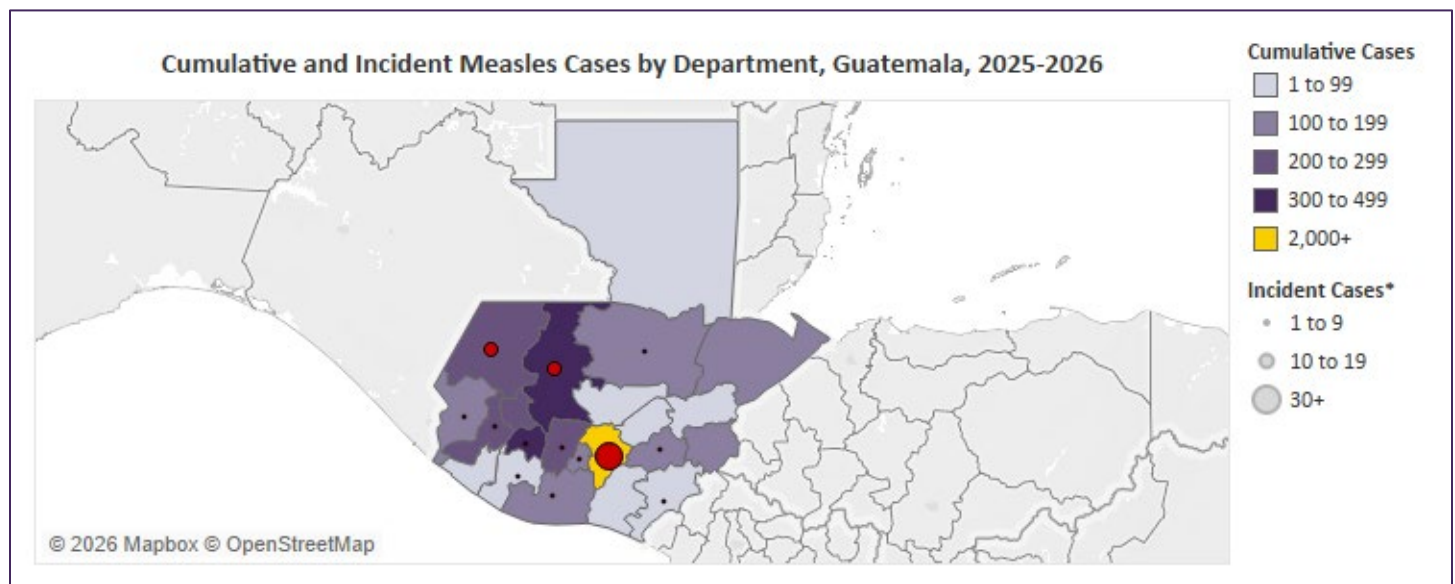 Cumulative and Incident Measles Cases by Department, Guatemala, 2025-2026
Cumulative Cases
1 to 99
100 to 199
200 to 299
300 to 499
2,000+
Incident Cases*
1 to 9
10 to 19
30+
© 2026 Mapbox © OpenStreetMap